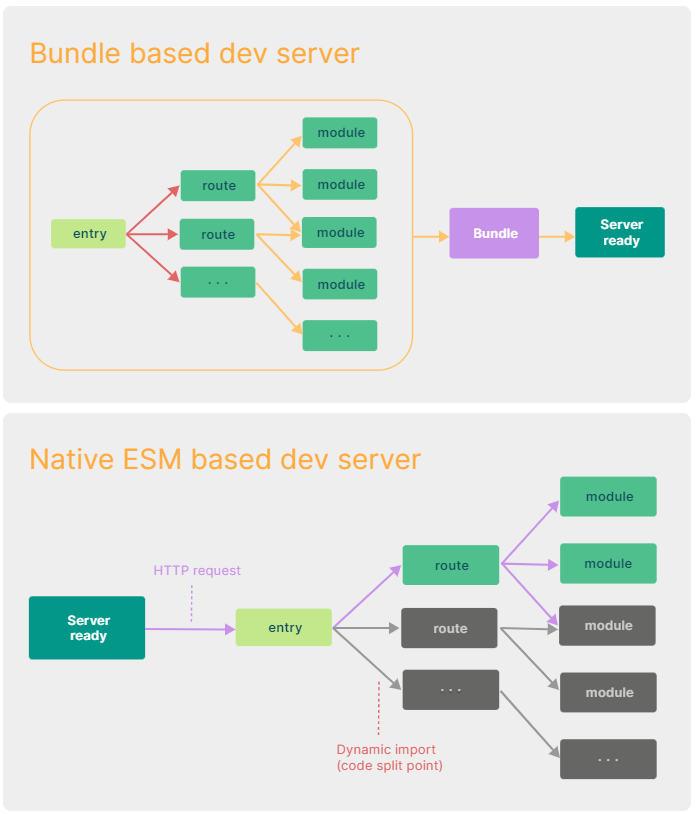 Bundle based dev server
entry
route
route
· · ·
module
module
module
module
· · ·
Bundle
Server
ready
Native ESM based dev server
Server
ready
HTTP request
entry
route
route
· · ·
Dynamic import
(code split point)
module
module
module
module
· · ·